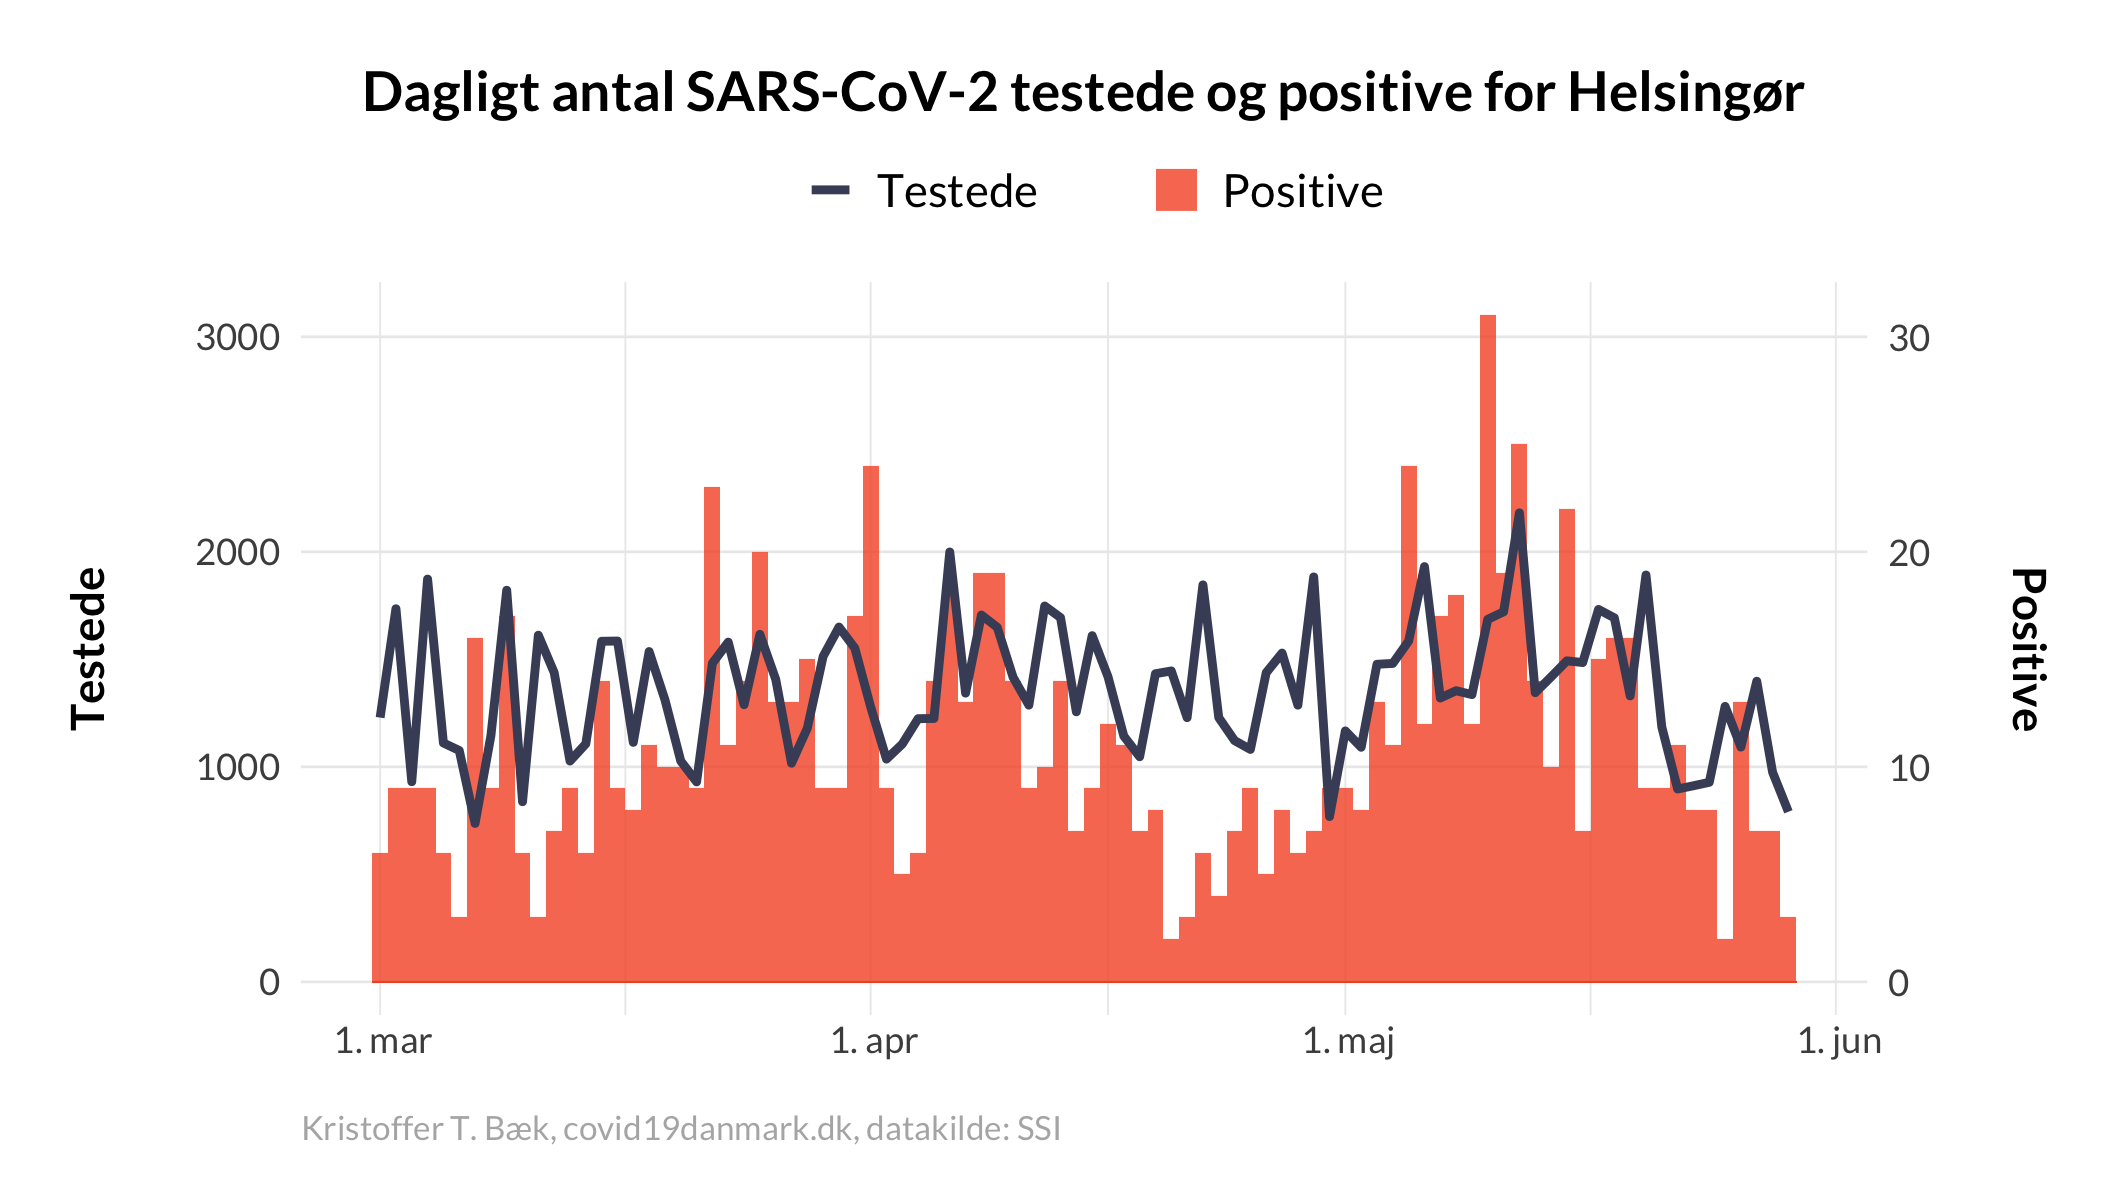 Dagligt antal SARS-CoV-2 testede og positive for Helsingør
Testede Positive
3000 30
2000 20
1000 10
0 0
Testede
Positive
1. mar 1. apr 1. maj 1. jun
Kristoffer T. Bæk, covid19danmark.dk, datakilde: SSI